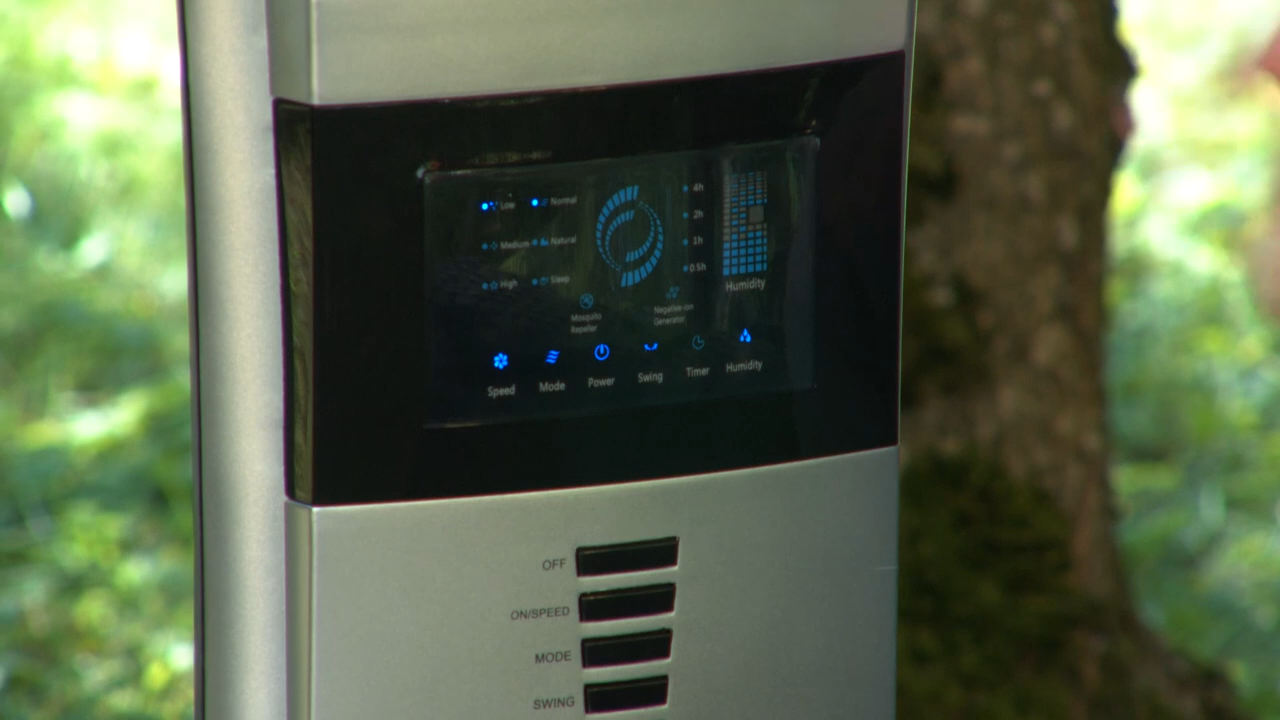 Low Normal
Medium Natural
High Sleep
4h
2h
1h
0.5h
Humidity
Mosquito
Repeller
Negative-ion
Generator
Speed Mode Power Swing Timer Humidity
OFF
ON/SPEED
MODE
SWING